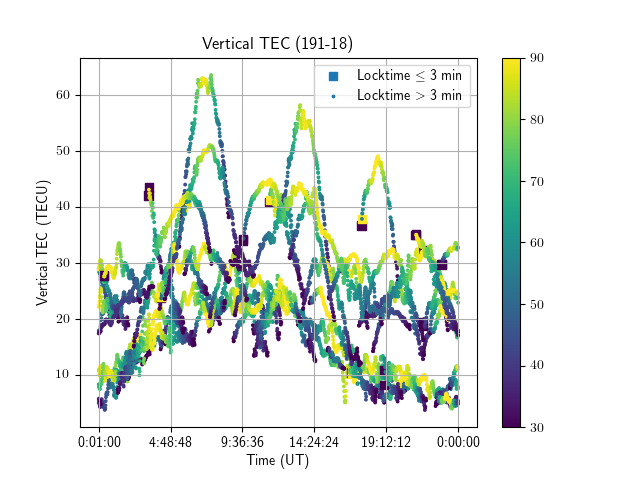 Vertical TEC (191-18)
Locktime ≤ 3 min
Locktime > 3 min
Vertical TEC (TECU)
60
50
40
30
20
10
0:01:00 4:48:48 9:36:36 14:24:24 19:12:12 0:00:00
Time (UT)
90
80
70
60
50
40
30